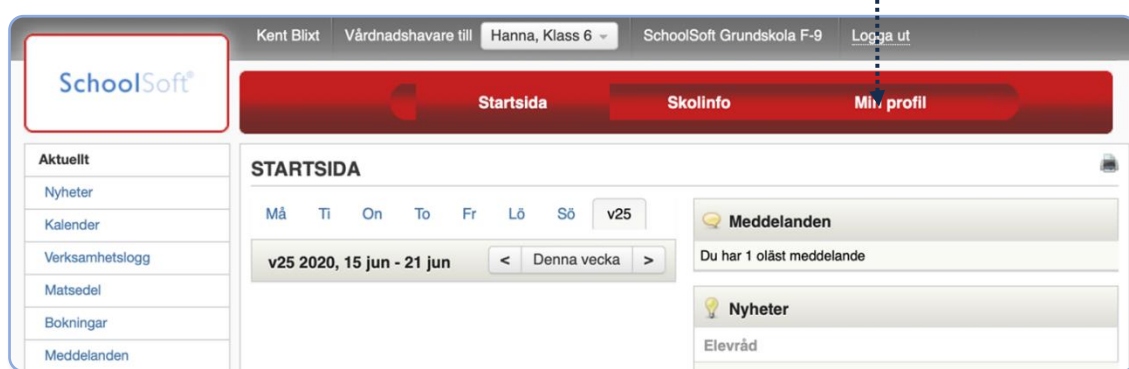 Kent Blixt Vårdnadshavare till Hanna, Klass 6 SchoolSoft Grundskola F-9 Logga ut
SchoolSoft®
Startsida Skolinfo Min profil
Aktuellt
Nyheter
Kalender
Verksamhetslogg
Matsedel
Bokningar
Meddelanden
STARTSIDA
Må Ti On To Fr Lö Sö v25
v25 2020, 15 jun - 21 jun < Denna vecka >
Meddelanden
Du har 1 oläst meddelande
Nyheter
Elevråd